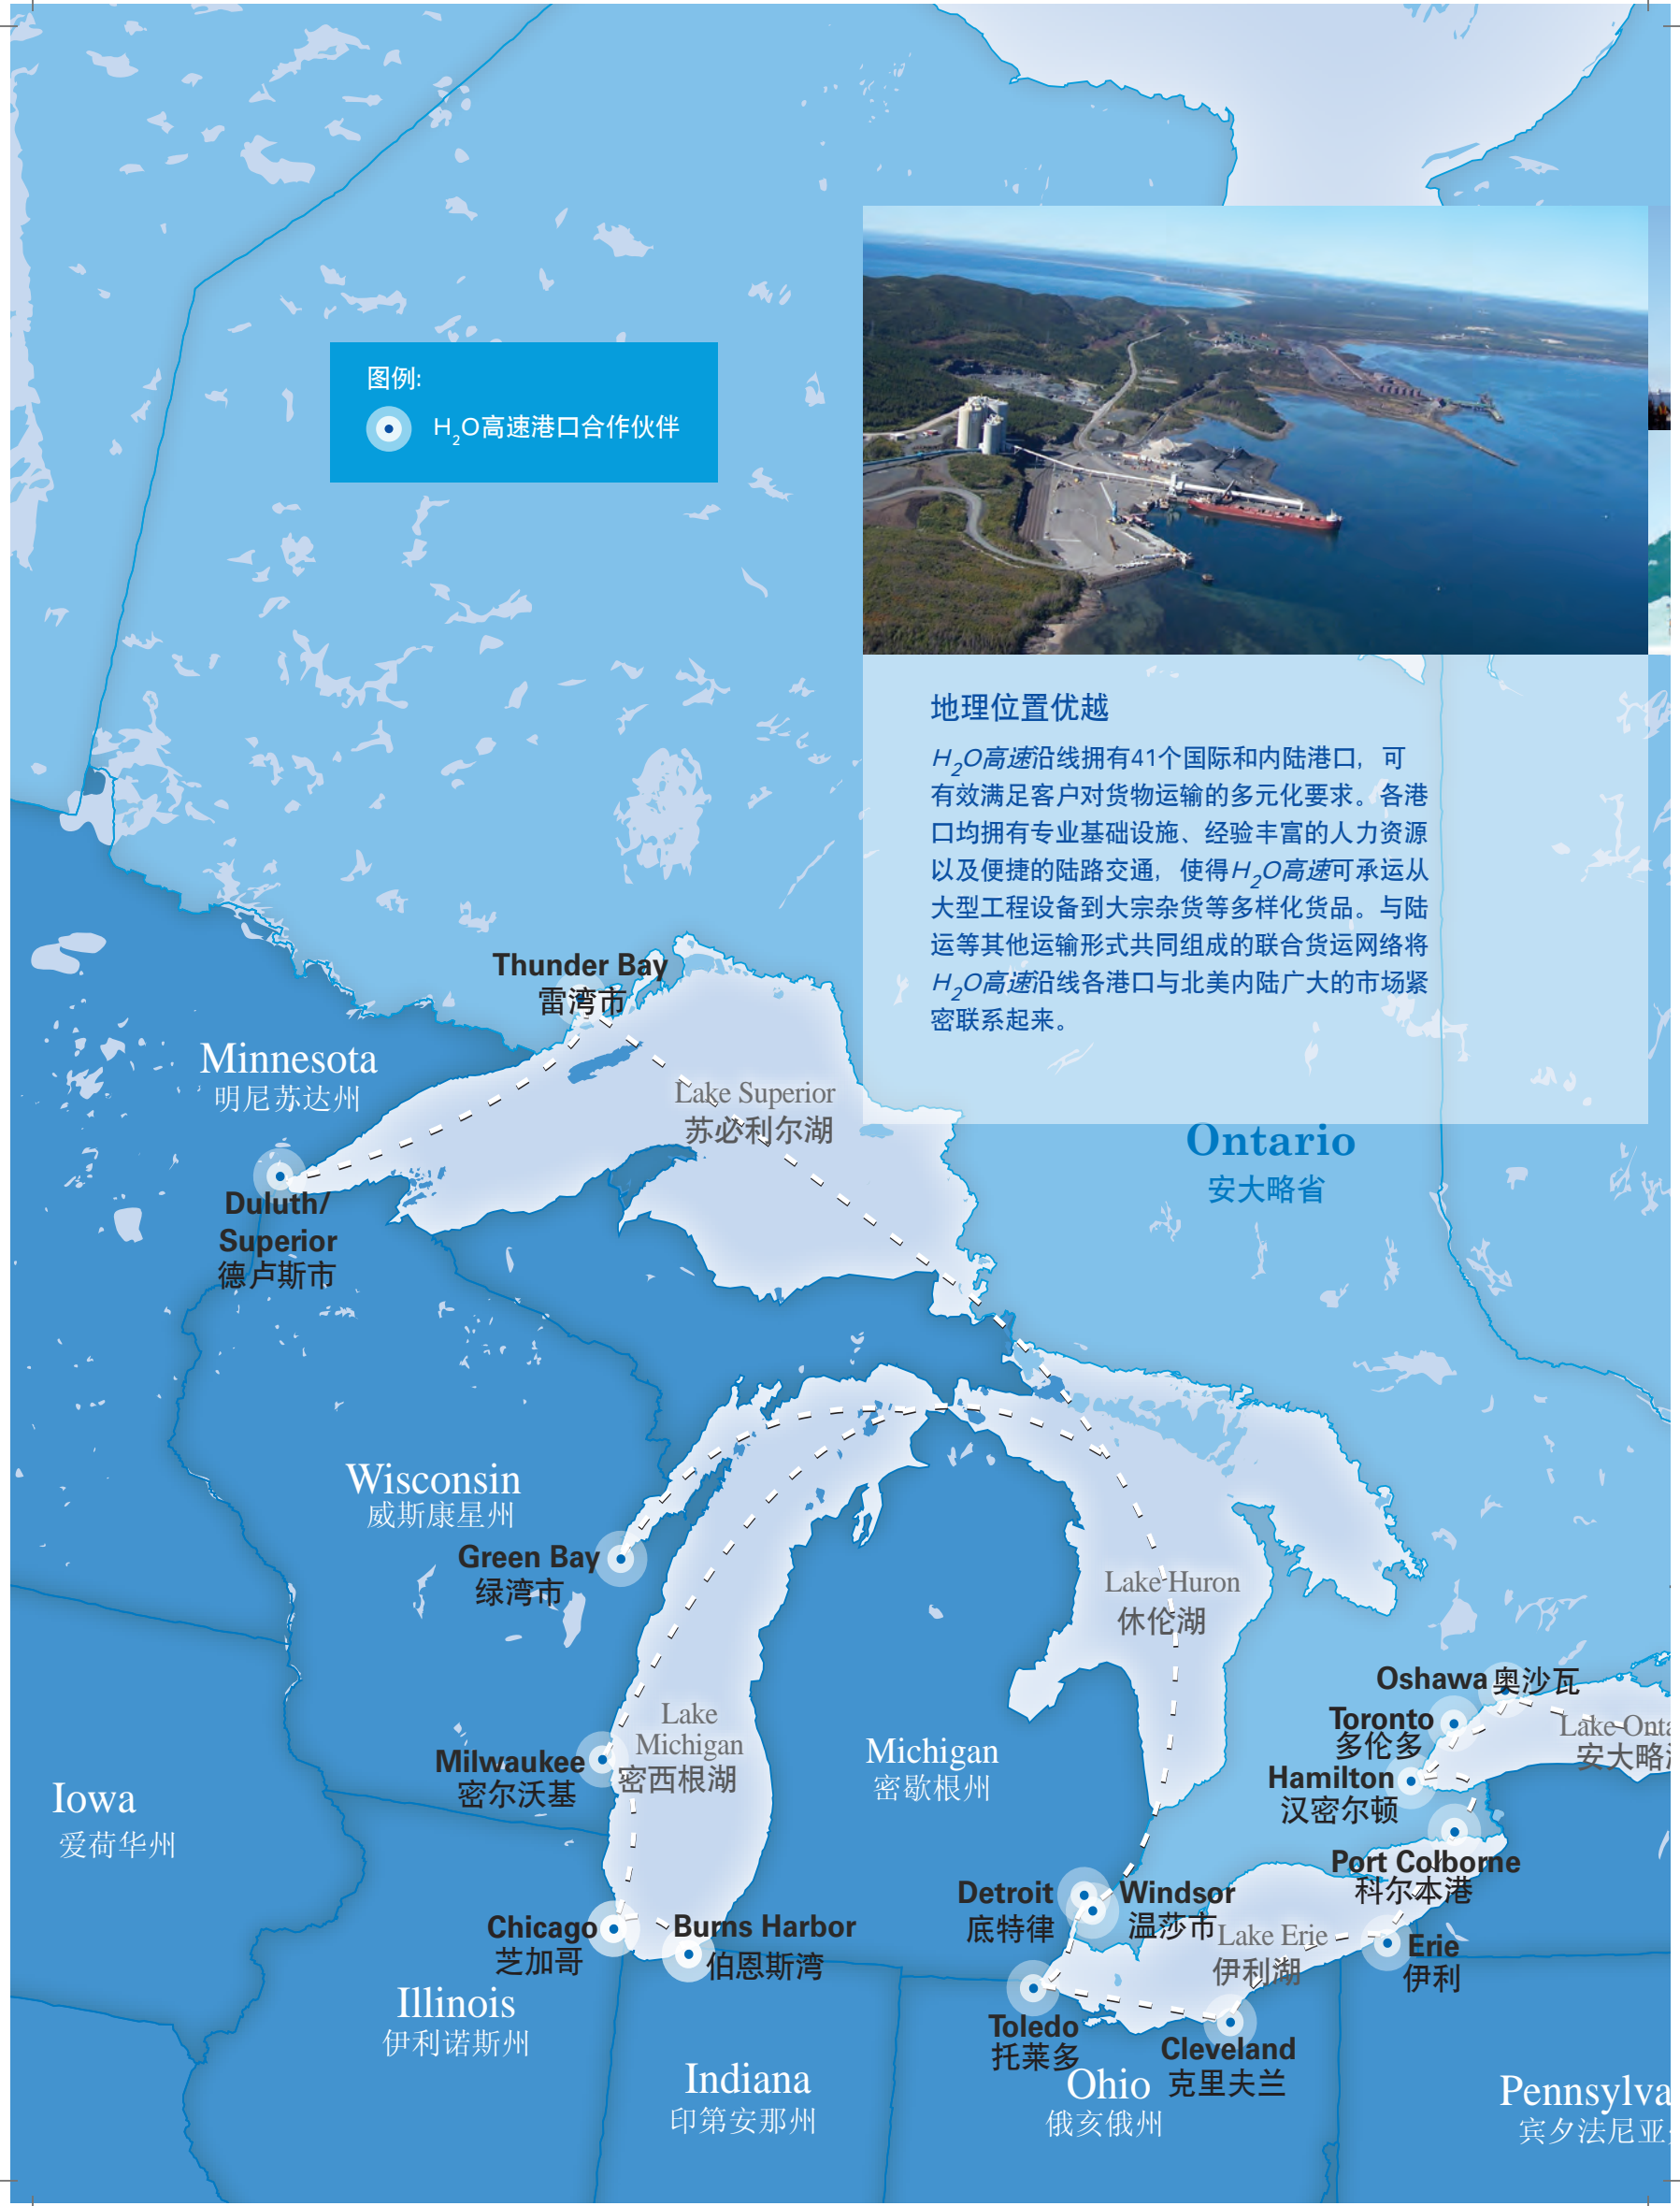 图例:
H₂O高速港口合作伙伴
地理位置优越
H₂O高速沿线拥有41个国际和内陆港口，可
有效满足客户对货物运输的多元化要求。各港
口均拥有专业基础设施、经验丰富的人力资源
以及便捷的陆路交通，使得H₂O高速可承运从
大型工程设备到大宗杂货等多样化货品。与陆
运等其他运输形式共同组成的联合货运网络将
H₂O高速沿线各港口与北美内陆广大的市场紧
密联系起来。
Thunder Bay
雷湾市
Minnesota
明尼苏达州
Lake Superior
苏必利尔湖
Ontario
安大略省
Duluth/
Superior
德卢斯市
Wisconsin
威斯康星州
Green Bay
绿湾市
Lake Huron
休伦湖
Oshawa 奥沙瓦
Toronto
多伦多
Lake Onta
安大略
Hamilton
汉密尔顿
Lake
Michigan
密西根湖
Michigan
密歇根州
Milwaukee
密尔沃基
Iowa
爱荷华州
Port Colborne
科尔本港
Detroit
底特律
Windsor
温莎市
Chicago
芝加哥
Burns Harbor
伯恩斯湾
Lake Erie
伊利湖
Erie
伊利
Illinois
伊利诺斯州
Toledo
托莱多
Cleveland
克里夫兰
Indiana
印第安那州
Ohio
俄亥俄州
Pennsylva
宾夕法尼亚